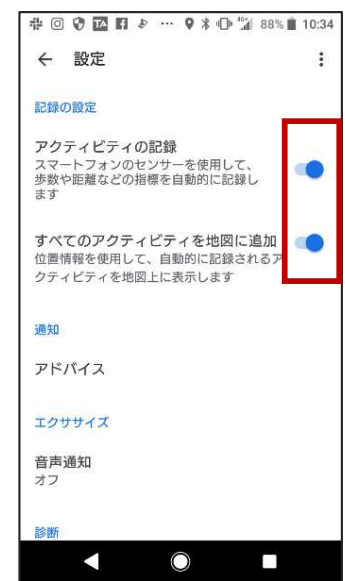 88% 10:34
← 設定
記録の設定
アクティビティの記録
スマートフォンのセンサーを使用して、
歩数や距離などの指標を自動的に記録し
ます
すべてのアクティビティを地図に追加
位置情報を使用して、自動的に記録されるア
クティビティを地図上に表示します
通知
アドバイス
エクササイズ
音声通知
オフ
診断